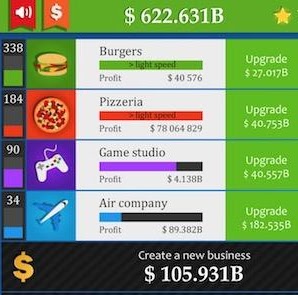 $ 622.631B
338
Burgers
> light speed
Profit $ 40 576
Upgrade
$ 27.017B
184
Pizzeria
> light speed
Profit $ 78 064 829
Upgrade
$ 40.753B
90
Game studio
Profit $ 4.138B
Upgrade
$ 40.557B
34
Air company
Profit $ 89.382B
Upgrade
$ 182.535B
$
Create a new business
$ 105.931B